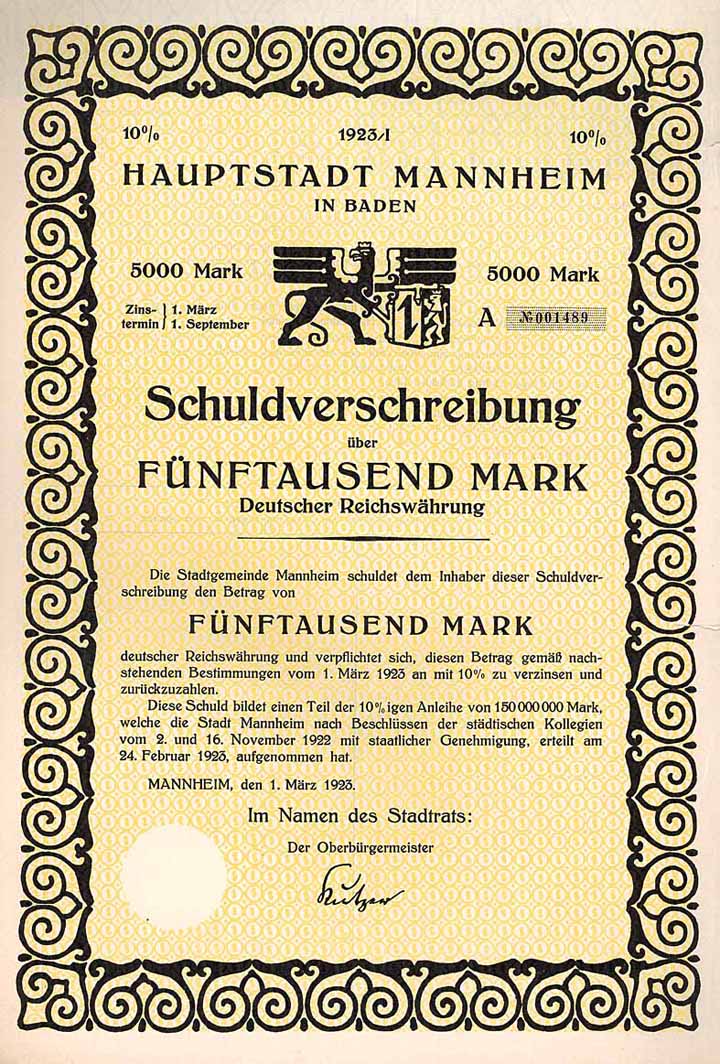 10% 1923/I 10%
HAUPTSTADT MANNHEIM
IN BADEN
5000 Mark 5000 Mark
Zins- } 1. März
termin } 1. September
A №001489
Schuldverschreibung
über
FÜNFTAUSEND MARK
Deutscher Reichswährung
Die Stadtgemeinde Mannheim schuldet dem Inhaber dieser Schuldver-
schreibung den Betrag von
FÜNFTAUSEND MARK
deutscher Reichswährung und verpflichtet sich, diesen Betrag gemäß nach-
stehenden Bestimmungen vom 1. März 1923 an mit 10% zu verzinsen und
zurückzuzahlen.
Diese Schuld bildet einen Teil der 10%igen Anleihe von 150 000 000 Mark,
welche die Stadt Mannheim nach Beschlüssen der städtischen Kollegien
vom 2. und 16. November 1922 mit staatlicher Genehmigung, erteilt am
24. Februar 1923, aufgenommen hat.
MANNHEIM, den 1. März 1923.
Im Namen des Stadtrats:
Der Oberbürgermeister
Kutzer